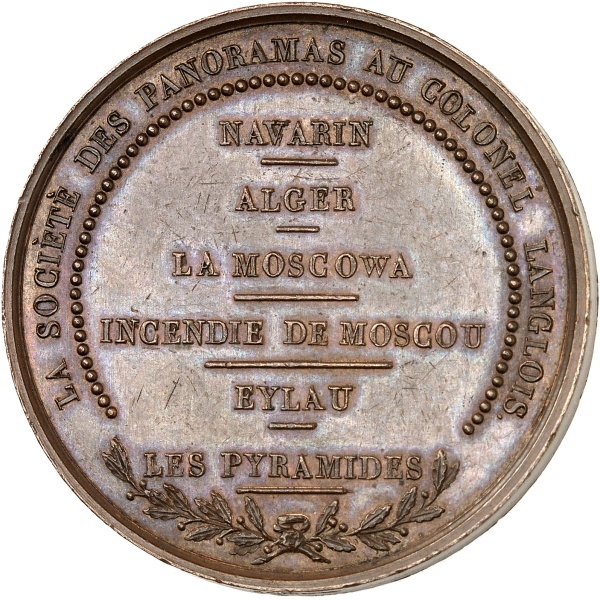 LA SOCIÈTÈ DES PANORAMAS AU COLONEL LANGLOIS.
NAVARIN
ALGER
LA MOSCOWA
INCENDIE DE MOSCOU
EYLAU
LES PYRAMIDES